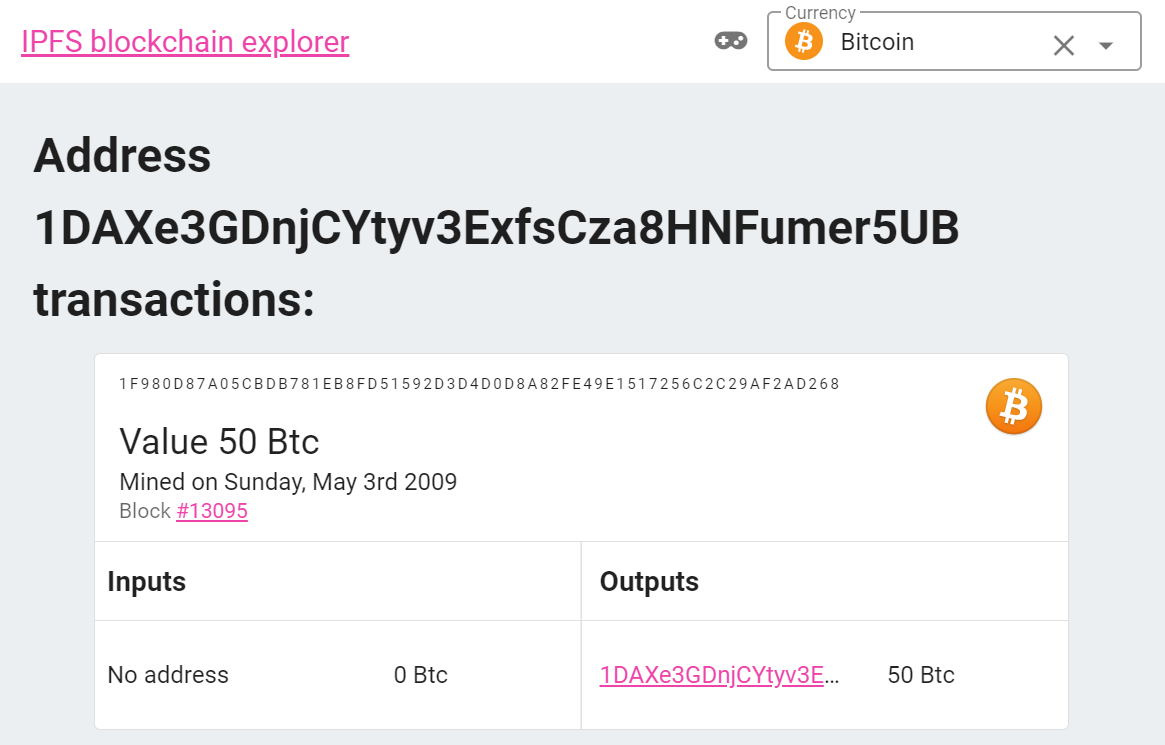 IPFS blockchain explorer
Currency
Bitcoin
Address
1DAXe3GDnjCYtyv3ExfsCza8HNFumer5UB
transactions:
1F980D87A05CBDB781EB8FD51592D3D4D0D8A82FE49E1517256C2C29AF2AD268
Value 50 Btc
Mined on Sunday, May 3rd 2009
Block #13095
Inputs
Outputs
No address 0 Btc
1DAXe3GDnjCYtyv3E... 50 Btc